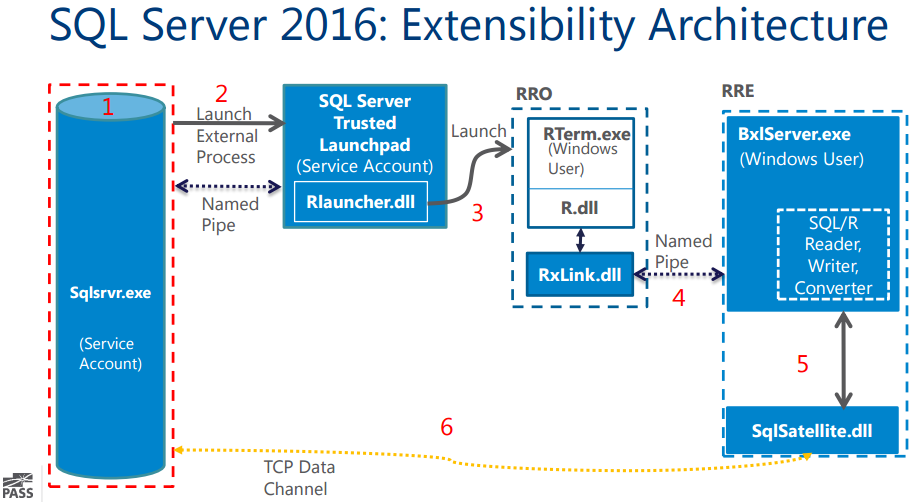 SQL Server 2016: Extensibility Architecture
1
Sqlsrvr.exe
(Service
Account)
2
Launch
External
Process
Named
Pipe
SQL Server
Trusted
Launchpad
(Service Account)
Rlauncher.dll
Launch
3
RRO
RTerm.exe
(Windows
User)
R.dll
RxLink.dll
Named
Pipe
4
RRE
BxlServer.exe
(Windows User)
SQL/R
Reader,
Writer,
Converter
5
SqlSatellite.dll
6
TCP Data
Channel
PASS